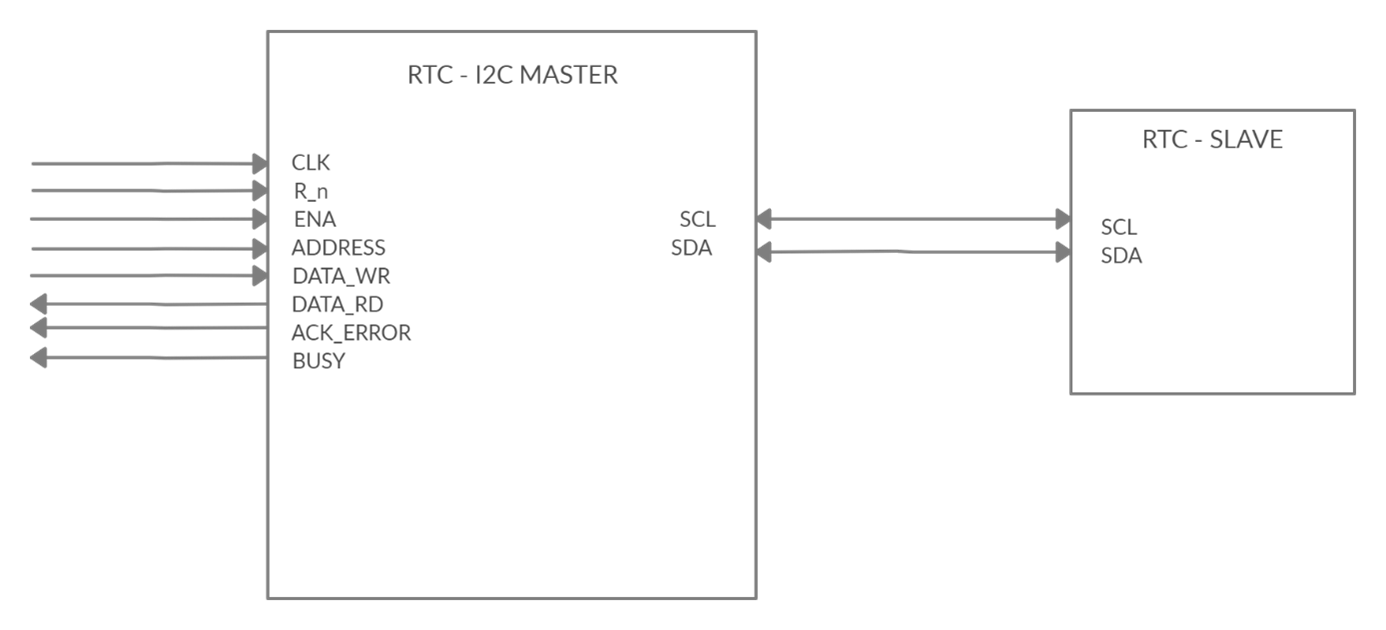 RTC - I2C MASTER
CLK
R_n
ENA
ADDRESS
DATA_WR
DATA_RD
ACK_ERROR
BUSY
SCL
SDA
RTC - SLAVE
SCL
SDA